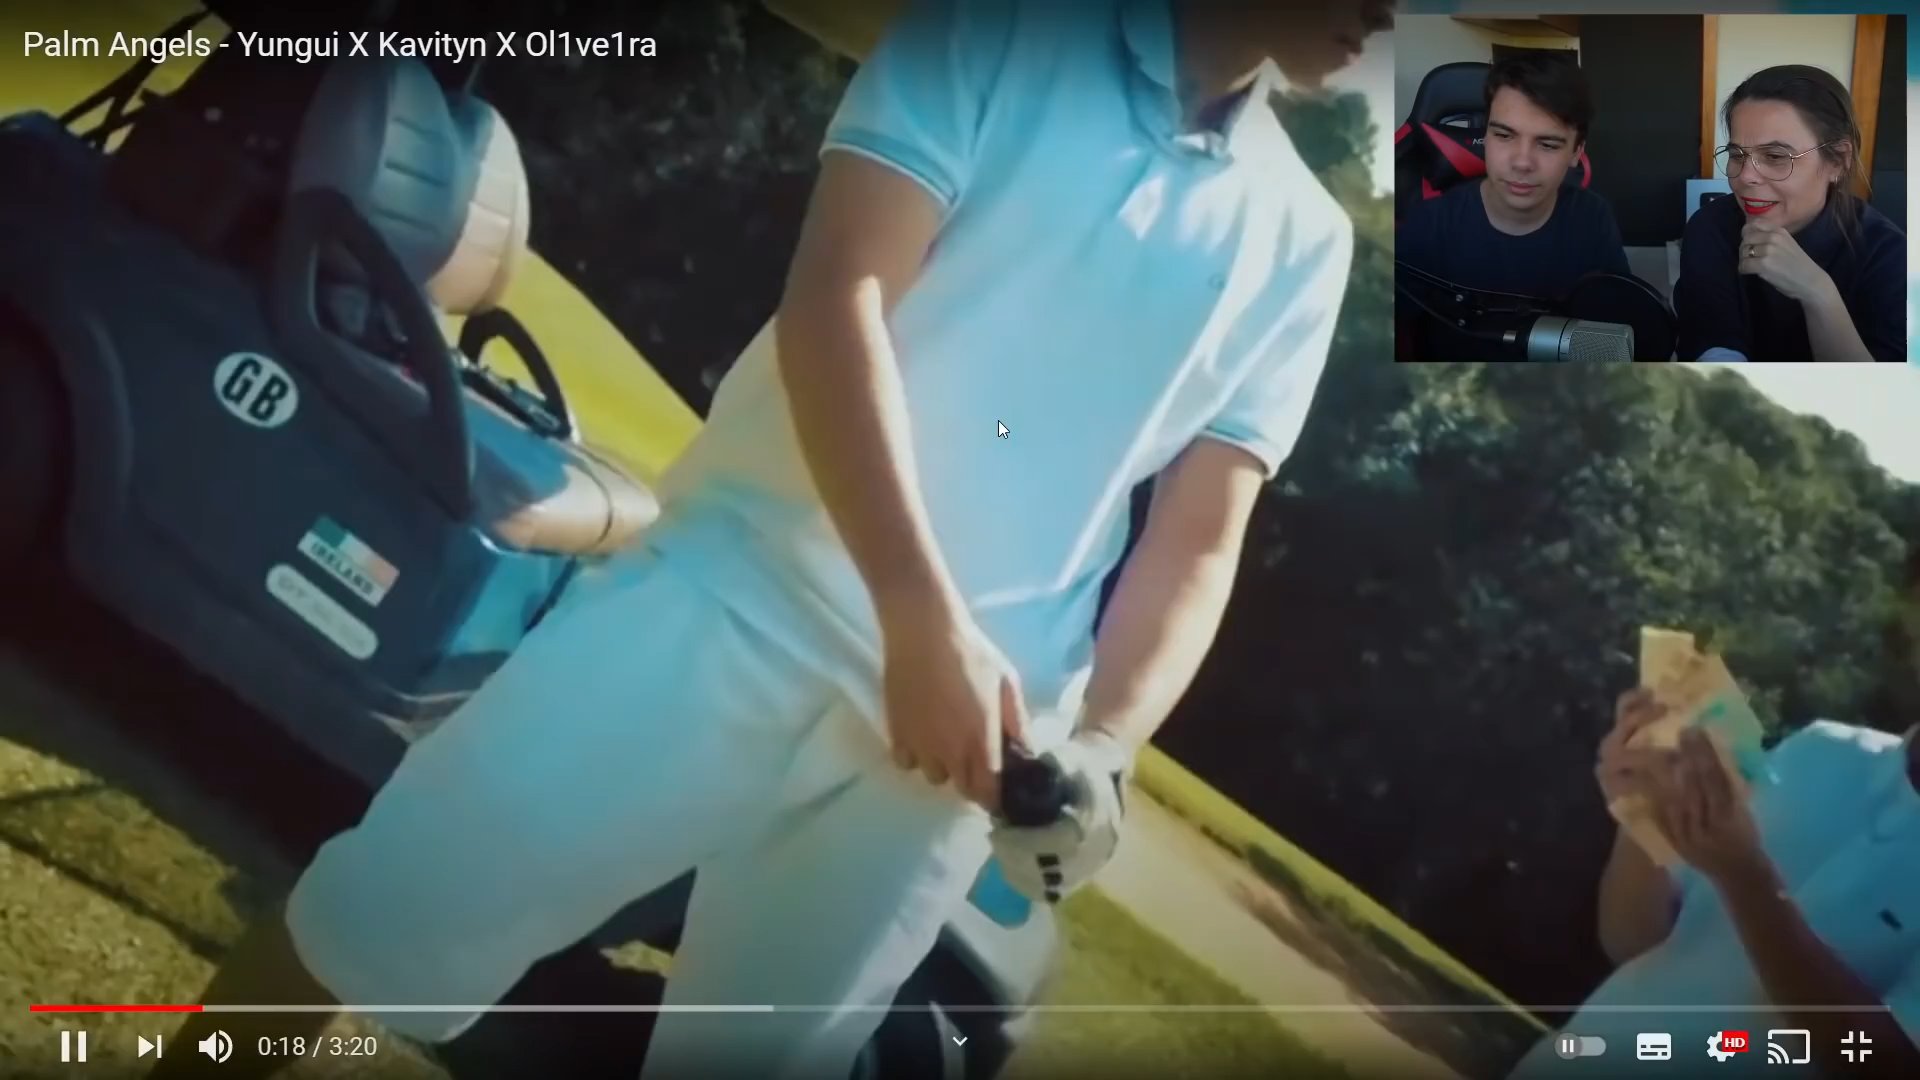 Palm Angels - Yungui X Kavityn X Ol1ve1ra
GB
IRELAND
0:18 / 3:20
HD